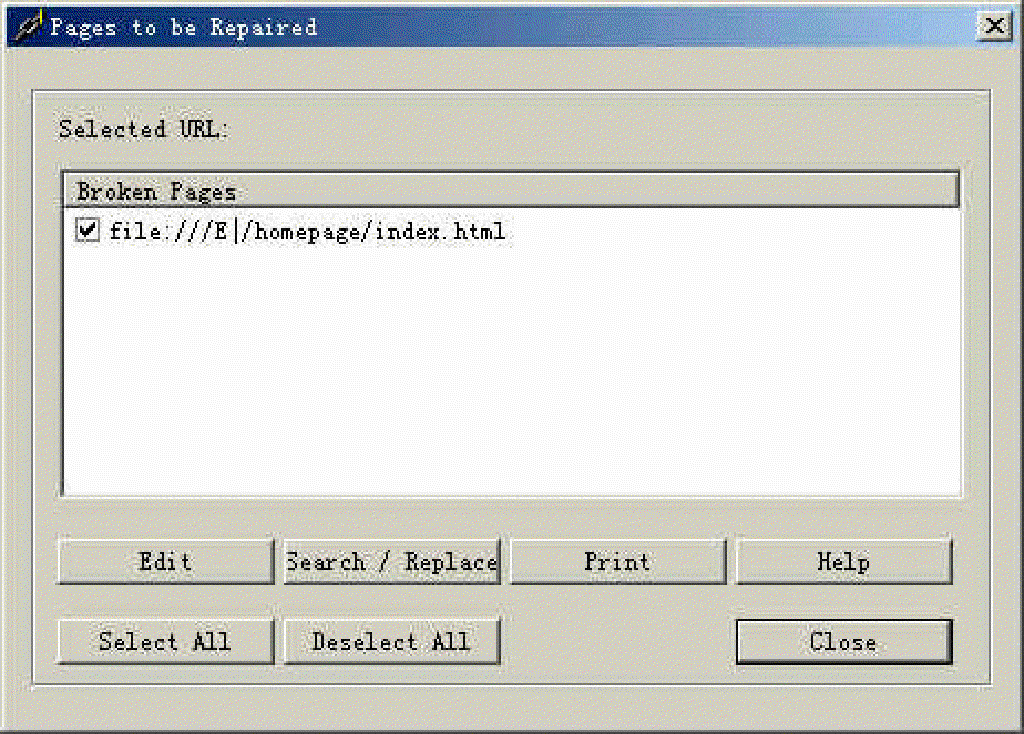 Pages to be Repaired
Selected URL:
Broken Pages
file:///E|/homepage/index.html
Edit
Search / Replace
Print
Help
Select All
Deselect All
Close